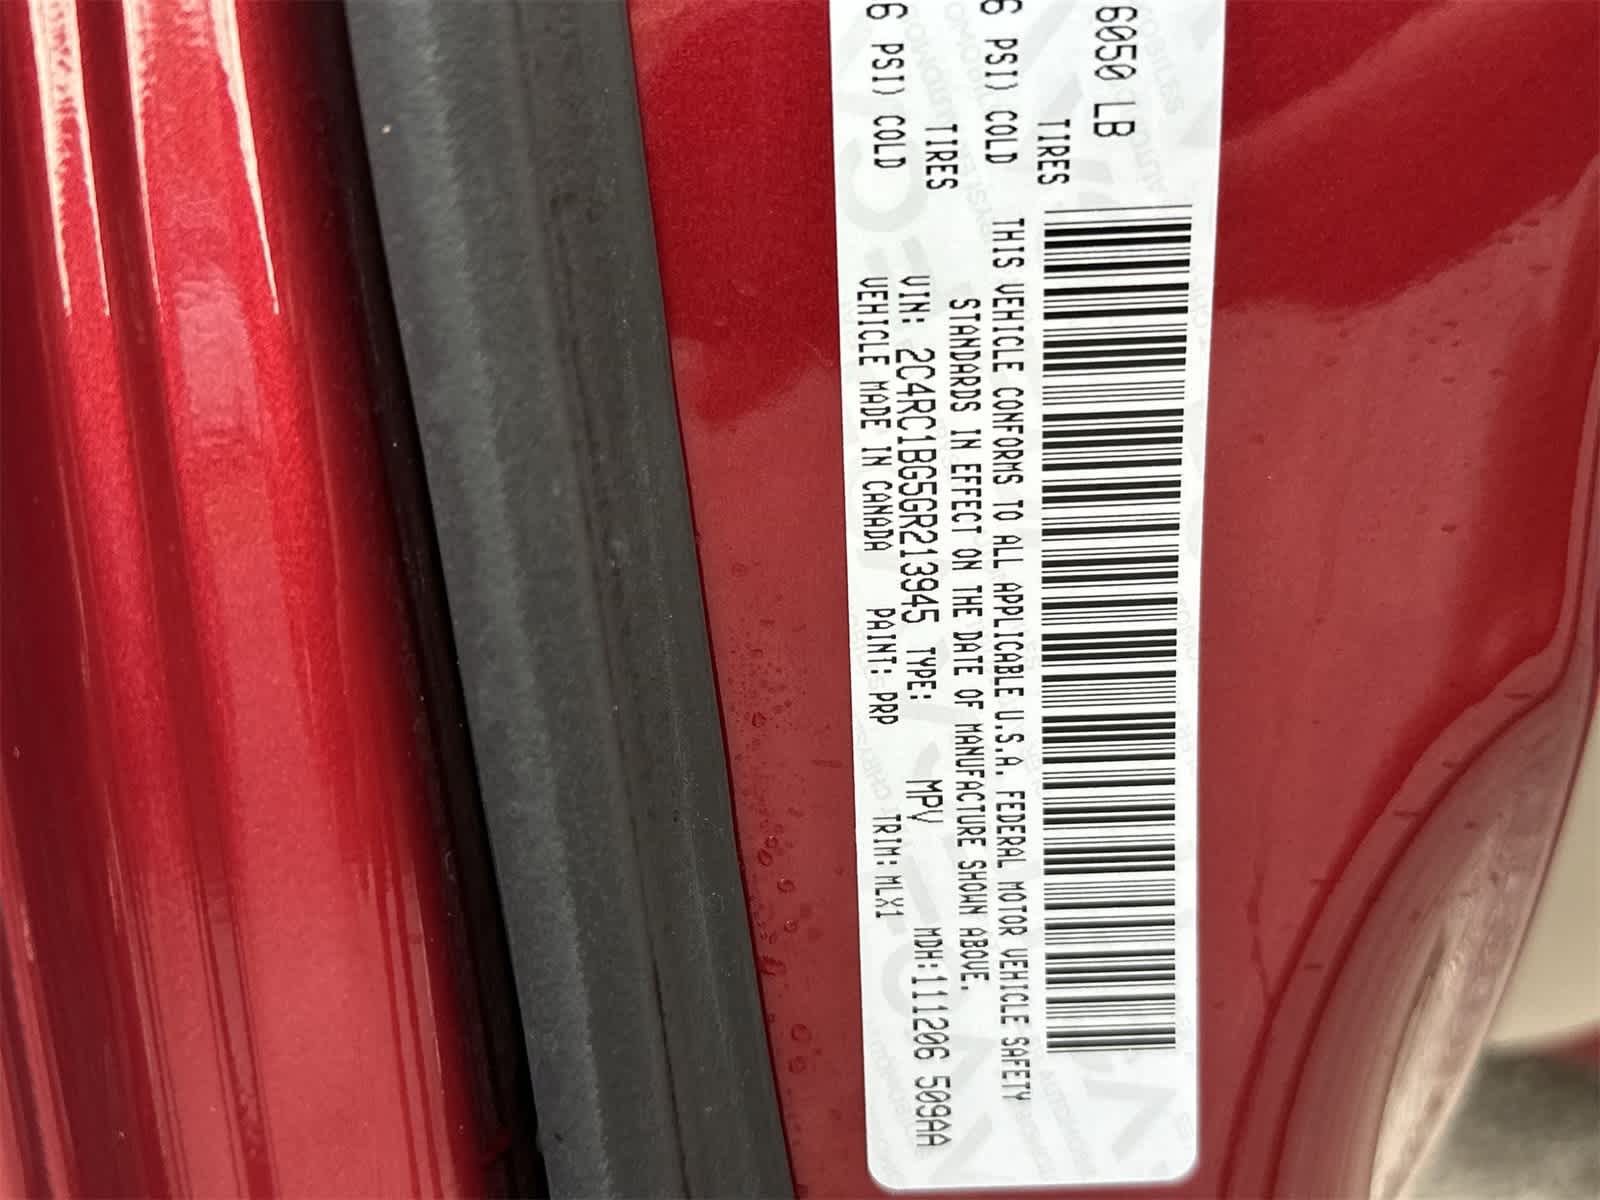 6050 LB
TIRES
6 PSI) COLD
TIRES
6 PSI) COLD
THIS VEHICLE CONFORMS TO ALL APPLICABLE U.S.A. FEDERAL MOTOR VEHICLE SAFETY
STANDARDS IN EFFECT ON THE DATE OF MANUFACTURE SHOWN ABOVE.
VIN: 2C4RC1BG5GR213945 TYPE: MPV MDH:111206 509AA
VEHICLE MADE IN CANADA PAINT: PRP TRIM: MLX1